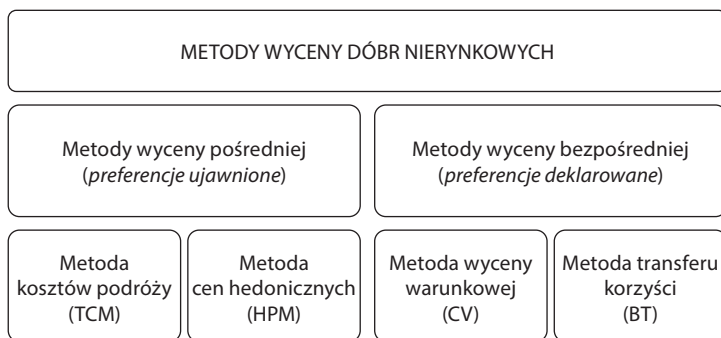 METODY WYCENY DÓBR NIERYNKOWYCH
Metody wyceny pośredniej
(preferencje ujawnione)
Metody wyceny bezpośredniej
(preferencje deklarowane)
Metoda
kosztów podróży
(TCM)
Metoda
cen hedonicznych
(HPM)
Metoda wyceny
warunkowej
(CV)
Metoda transferu
korzyści
(BT)